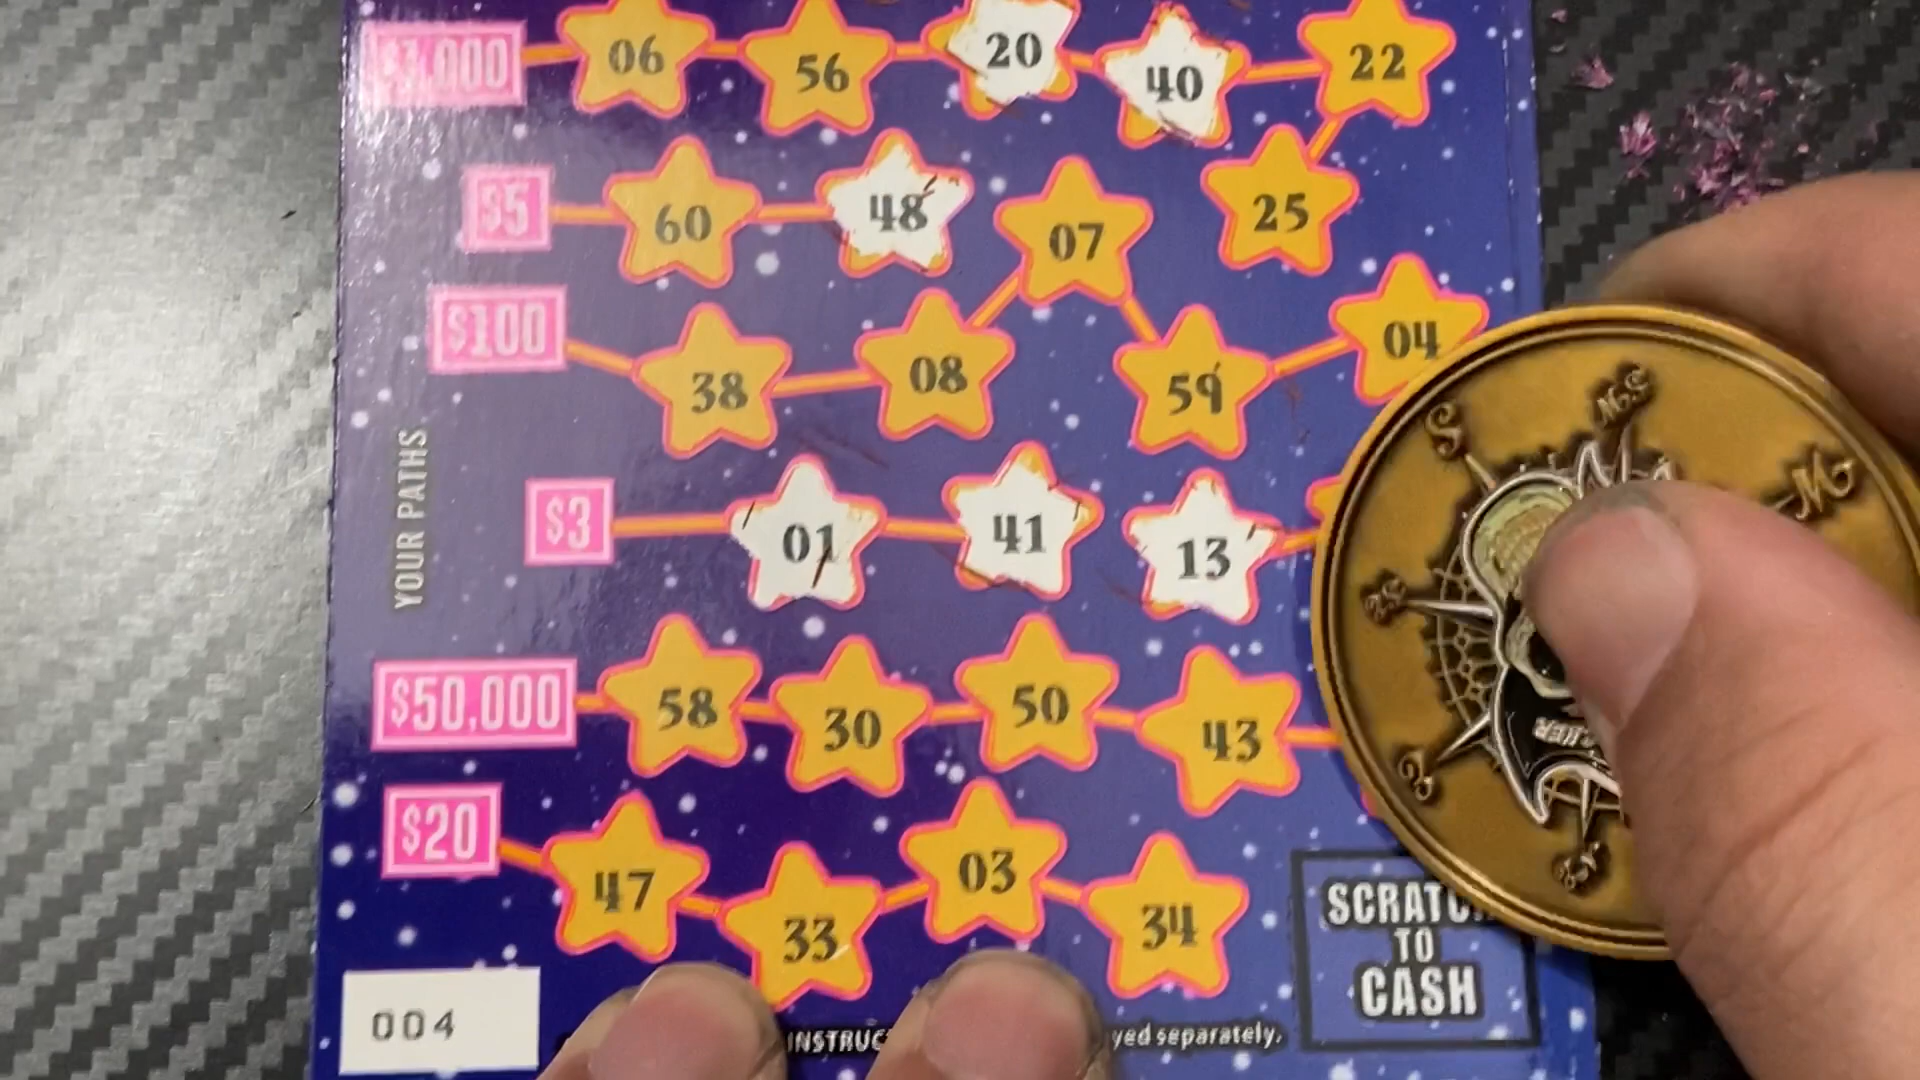 $1,000 06 56 20 40 22
$5 60 48 07 25
$100 38 08 59 04
YOUR PATHS
$3 01 41 13
$50,000 58 30 50 43
$20 47 33 03 34
SCRATCH
TO
CASH
004
separately.